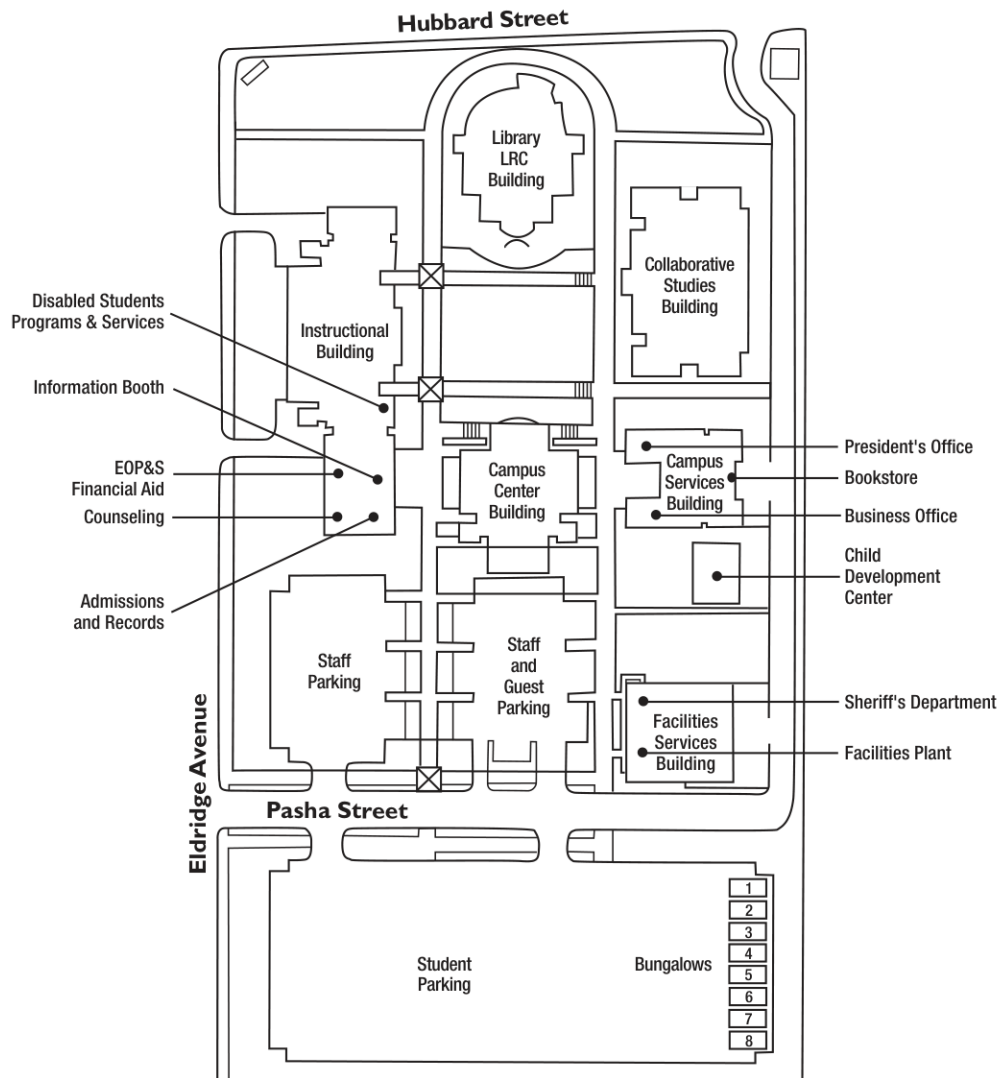 Hubbard Street
Library
LRC
Building
Collaborative
Studies
Building
Disabled Students
Programs & Services
Instructional
Building
Information Booth
EOP&S
Financial Aid
Counseling
Admissions
and Records
Campus
Center
Building
Campus
Services
Building
President's Office
Bookstore
Business Office
Child
Development
Center
Staff
Parking
Staff
and
Guest
Parking
Sheriff's Department
Facilities
Services
Building
Facilities Plant
Eldridge Avenue
Pasha Street
Student
Parking
Bungalows
1
2
3
4
5
6
7
8